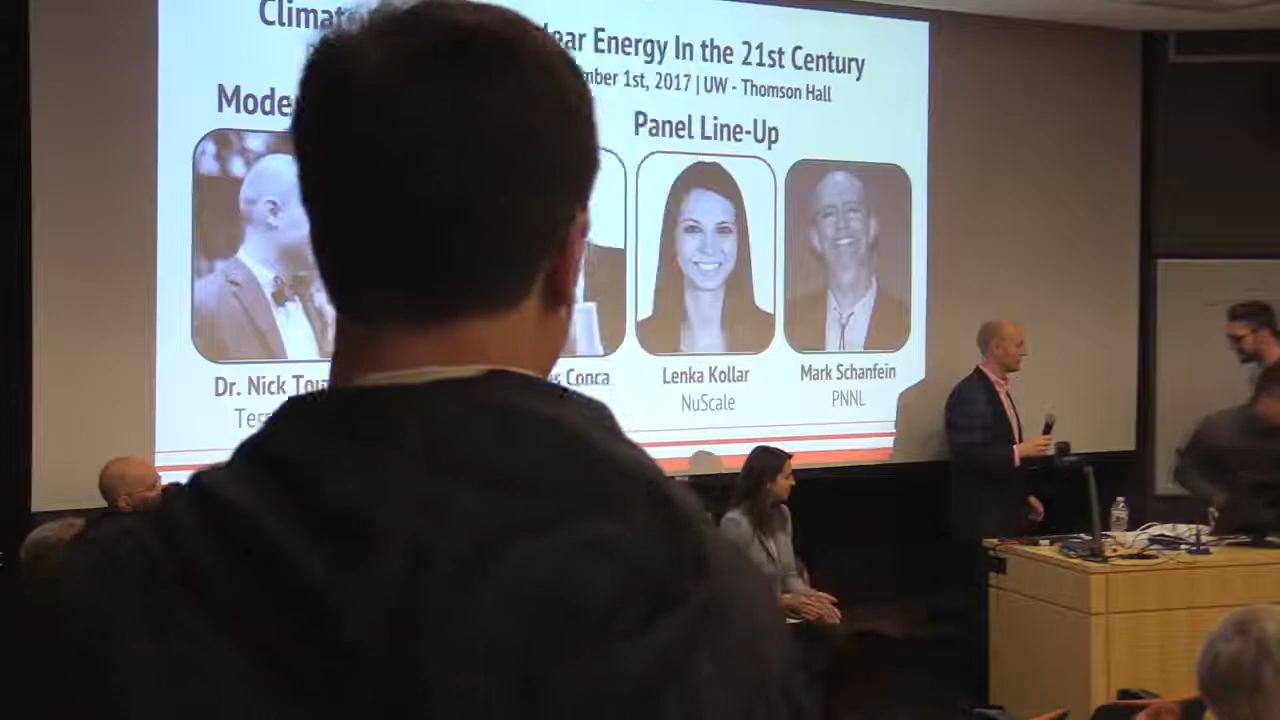 Climat
lear Energy In the 21st Century
mber 1st, 2017 | UW - Thomson Hall
Mode
Panel Line-Up
Dr. Nick Tou
Conca
Lenka Kollar
Mark Schanfein
NuScale
PNNL